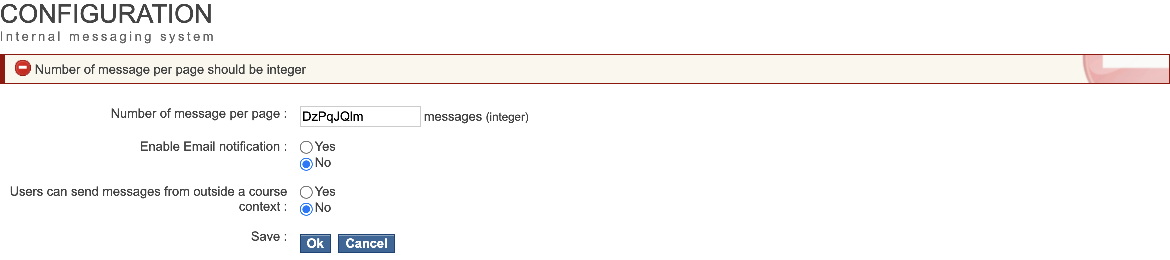 CONFIGURATION
Internal messaging system
Number of message per page should be integer
Number of message per page : DzPqJQlm messages (integer)
Enable Email notification : Yes
No
Users can send messages from outside a course Yes
context : No
Save : Ok Cancel